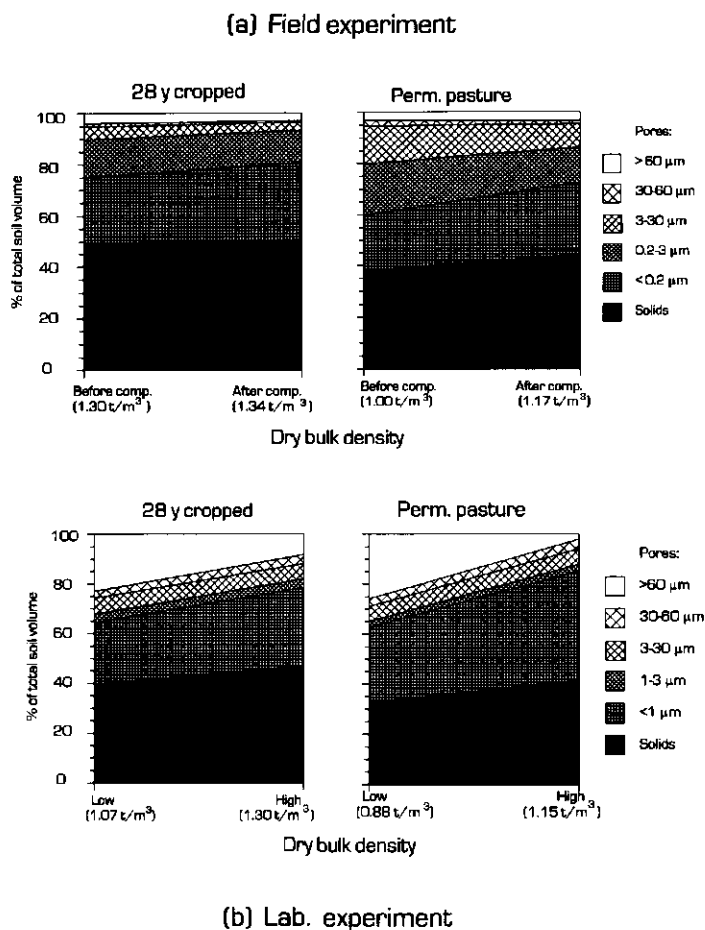 (a) Field experiment
28 y cropped
Perm. pasture
% of total soil volume
100
80
60
40
20
0
Before comp.
(1.30 t/m³)
After comp.
(1.34 t/m³)
Before comp.
(1.00 t/m³)
After comp.
(1.17 t/m³)
Dry bulk density
Pores:
>60 μm
30-60 μm
3-30 μm
0.2-3 μm
<0.2 μm
Solids
28 y cropped
Perm. pasture
% of total soil volume
100
80
60
40
20
0
Low
(1.07 t/m³)
High
(1.30 t/m³)
Low
(0.88 t/m³)
High
(1.15 t/m³)
Dry bulk density
Pores:
>60 μm
30-60 μm
3-30 μm
1-3 μm
<1 μm
Solids
(b) Lab. experiment